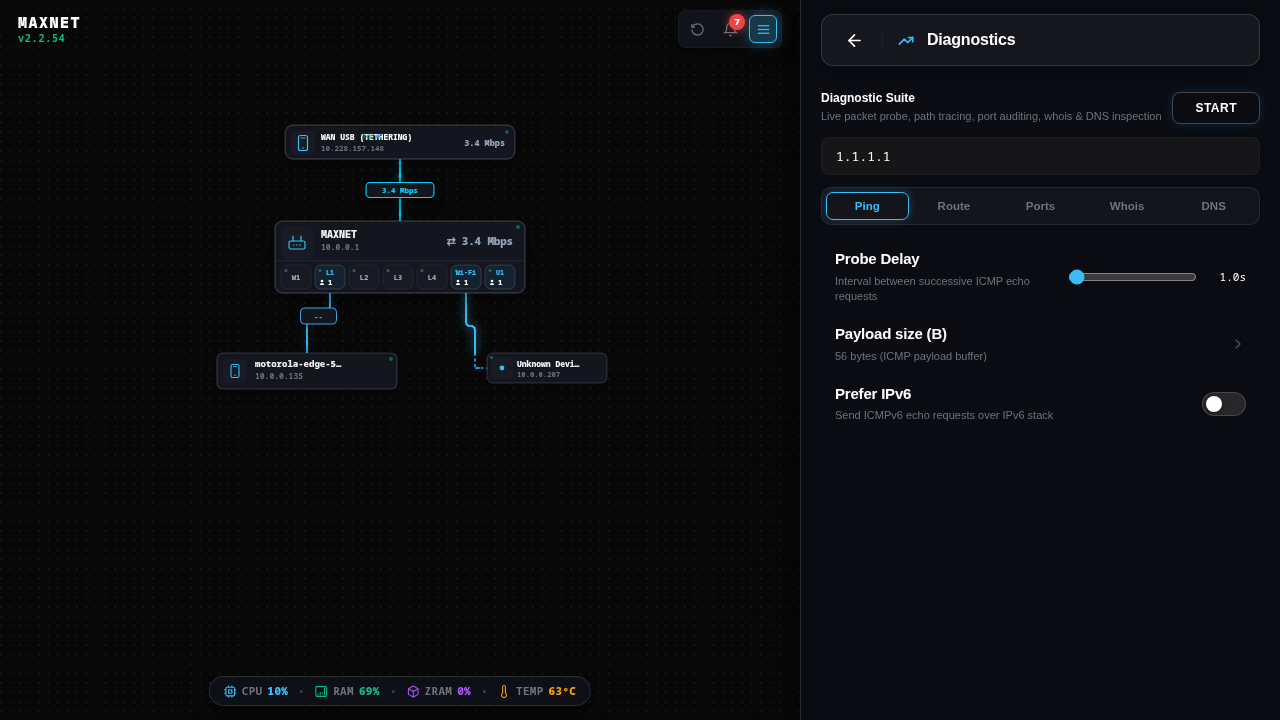 MAXNET
v2.2.54
7
WAN USB (TETHERING)
10.228.157.148
3.4 Mbps
3.4 Mbps
MAXNET
10.0.0.1
⇄ 3.4 Mbps
W1
L1
1
L2
L3
L4
Wi-Fi
1
U1
1
--
motorola-edge-5…
10.0.0.135
Unknown Devi…
10.0.0.207
CPU 10% • RAM 69% • ZRAM 0% • TEMP 63°C
Diagnostics
Diagnostic Suite
Live packet probe, path tracing, port auditing, whois & DNS inspection
START
1.1.1.1
Ping Route Ports Whois DNS
Probe Delay
Interval between successive ICMP echo
requests
1.0s
Payload size (B)
56 bytes (ICMP payload buffer)
Prefer IPv6
Send ICMPv6 echo requests over IPv6 stack